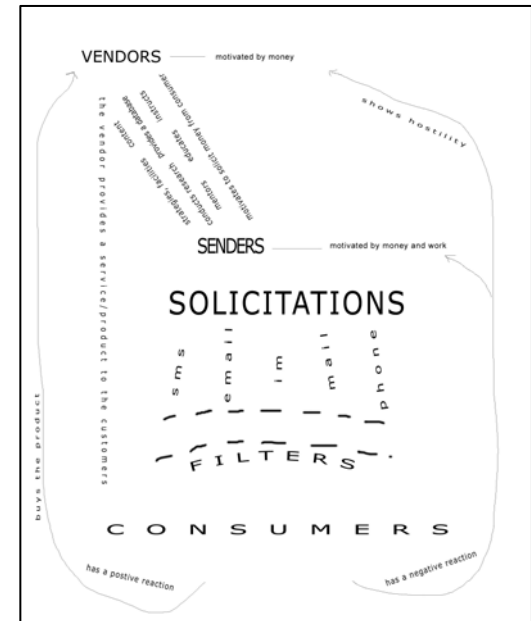 VENDORS
motivated by money
shows hostility
motivates to solicit money from consumer
educates instructs
mentors
conducts research provides a database
strategies, facilities content
the vendor provides a service/product to the customers
SENDERS
motivated by money and work
SOLICITATIONS
sms
email
im
mail
phone
FILTERS
buys the product
CONSUMERS
has a postive reaction
has a negative reaction